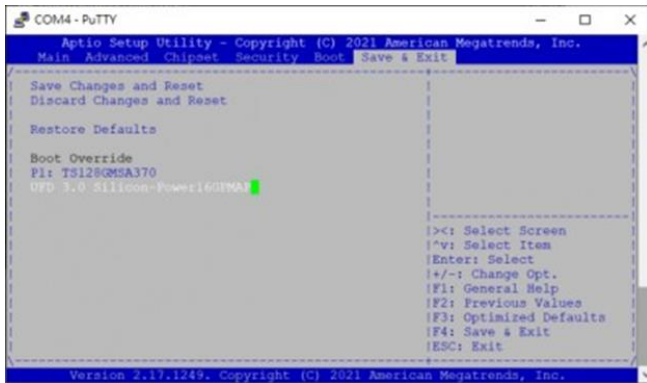 COM4 - PuTTY
Aptio Setup Utility - Copyright (C) 2021 American Megatrends, Inc.
Main Advanced Chipset Security Boot Save & Exit
Save Changes and Reset
Discard Changes and Reset
Restore Defaults
Boot Override
P1: TS128GMSA370
UFD 3.0 Silicon-Power16GPMAP
><: Select Screen
^v: Select Item
Enter: Select
+/-: Change Opt.
F1: General Help
F2: Previous Values
F3: Optimized Defaults
F4: Save & Exit
ESC: Exit
Version 2.17.1249. Copyright (C) 2021 American Megatrends, Inc.